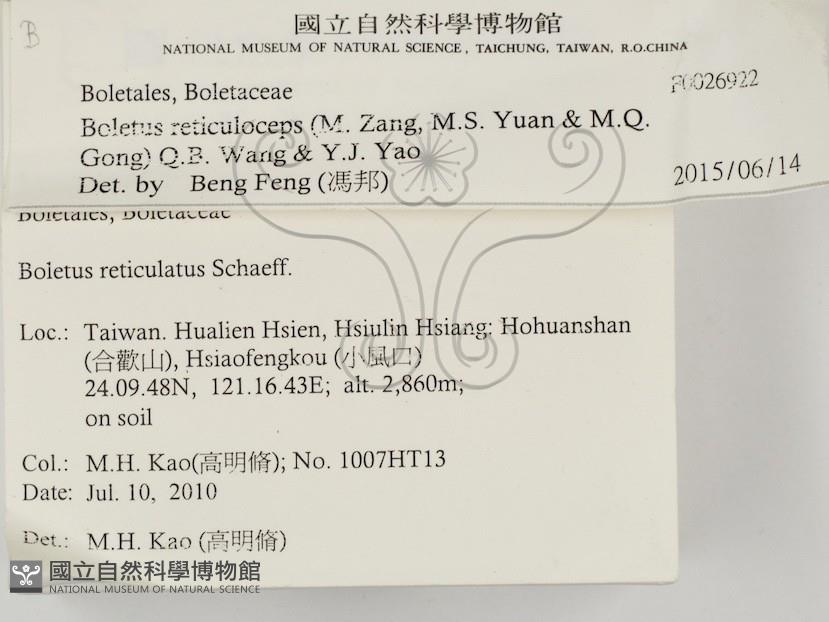 B
國立自然科學博物館
NATIONAL MUSEUM OF NATURAL SCIENCE, TAICHUNG, TAIWAN, R.O.CHINA
Boletales, Boletaceae F0026922
Boletus reticuloceps (M. Zang, M.S. Yuan & M.Q.
Gong) Q.B. Wang & Y.J. Yao
Det. by Beng Feng (馮邦) 2015/06/14
Boletales, Boletaceae
Boletus reticulatus Schaeff.
Loc.: Taiwan. Hualien Hsien, Hsiulin Hsiang: Hohuanshan
(合歡山), Hsiaofengkou (小風口)
24.09.48N, 121.16.43E; alt. 2,860m;
on soil
Col.: M.H. Kao(高明脩); No. 1007HT13
Date: Jul. 10, 2010
Det.: M.H. Kao (高明脩)
國立自然科學博物館
NATIONAL MUSEUM OF NATURAL SCIENCE